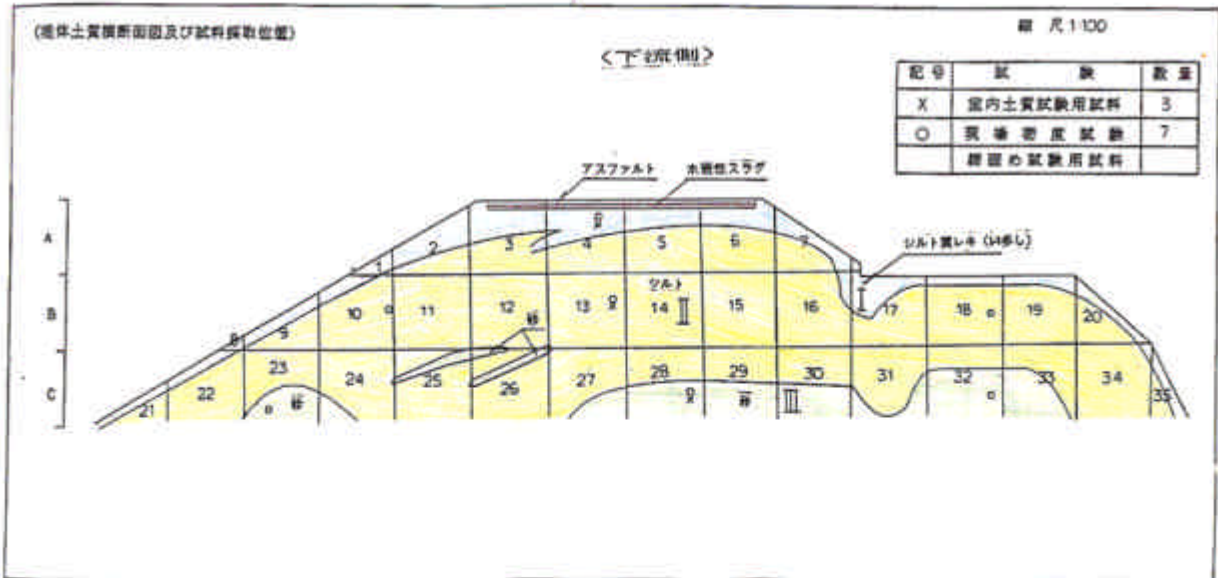 (堤体土質横断面図及び試料採取位置)
縮 尺 1:100
<下流側>
記号 試 験 数量
X 室内土質試験用試料 3
○ 現場密度試験 7
締固め試験用試料
アスファルト 水硬性スラグ
A 1 2 3 4 5 6 7 シルト質レキ
シルト
B 8 9 10 11 12 13 14 II 15 16 I 17 18 19 20
砂
C 21 22 23 24 25 26 27 28 29 30 31 32 33 34 35
砂 砂 III